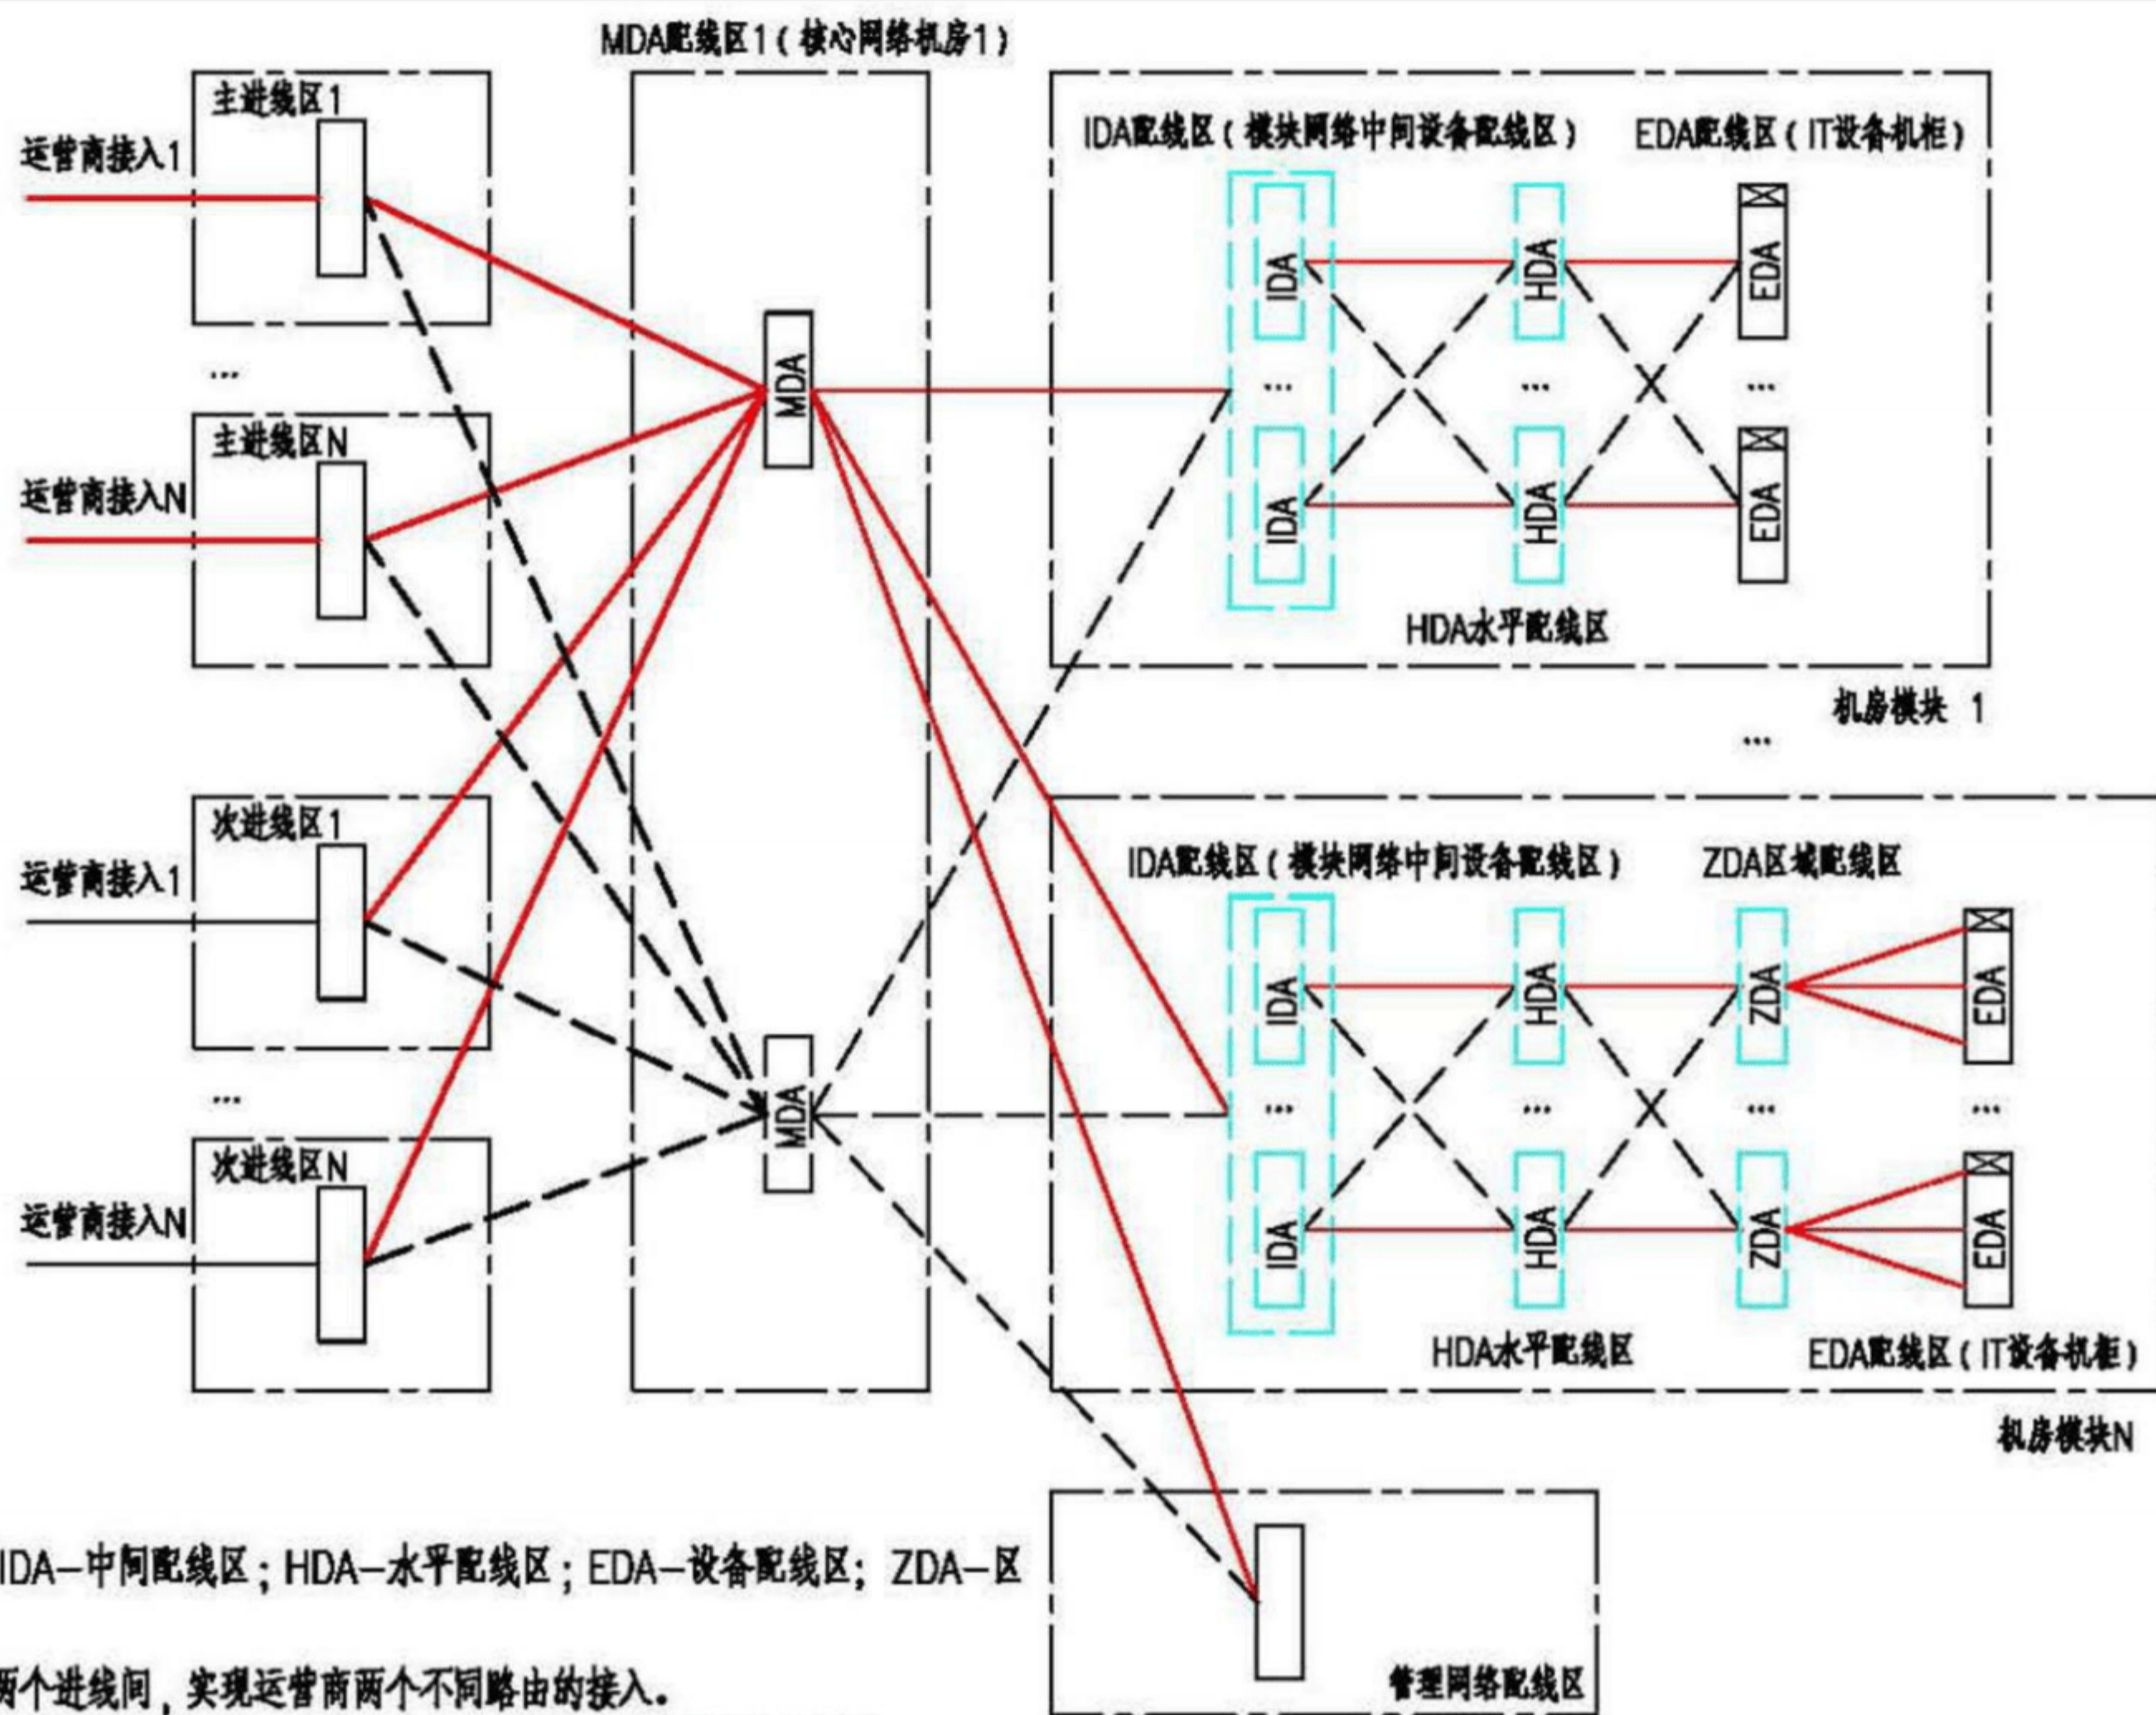 MDA配线区1(核心网络机房1)
主进线区1
运营商接入1
...
主进线区N
运营商接入N
次进线区1
运营商接入1
...
次进线区N
运营商接入N
MDA
MDA
IDA配线区(模块网络中间设备配线区)
EDA配线区(IT设备机柜)
IDA
HDA
EDA
...
...
...
IDA
HDA
EDA
HDA水平配线区
机房模块 1
...
IDA配线区(模块网络中间设备配线区)
ZDA区域配线区
IDA
HDA
ZDA
EDA
...
...
...
...
IDA
HDA
ZDA
EDA
HDA水平配线区
EDA配线区(IT设备机柜)
机房模块N
管理网络配线区
IDA—中间配线区;HDA—水平配线区;EDA—设备配线区;ZDA—区
两个进线间,实现运营商两个不同路由的接入。